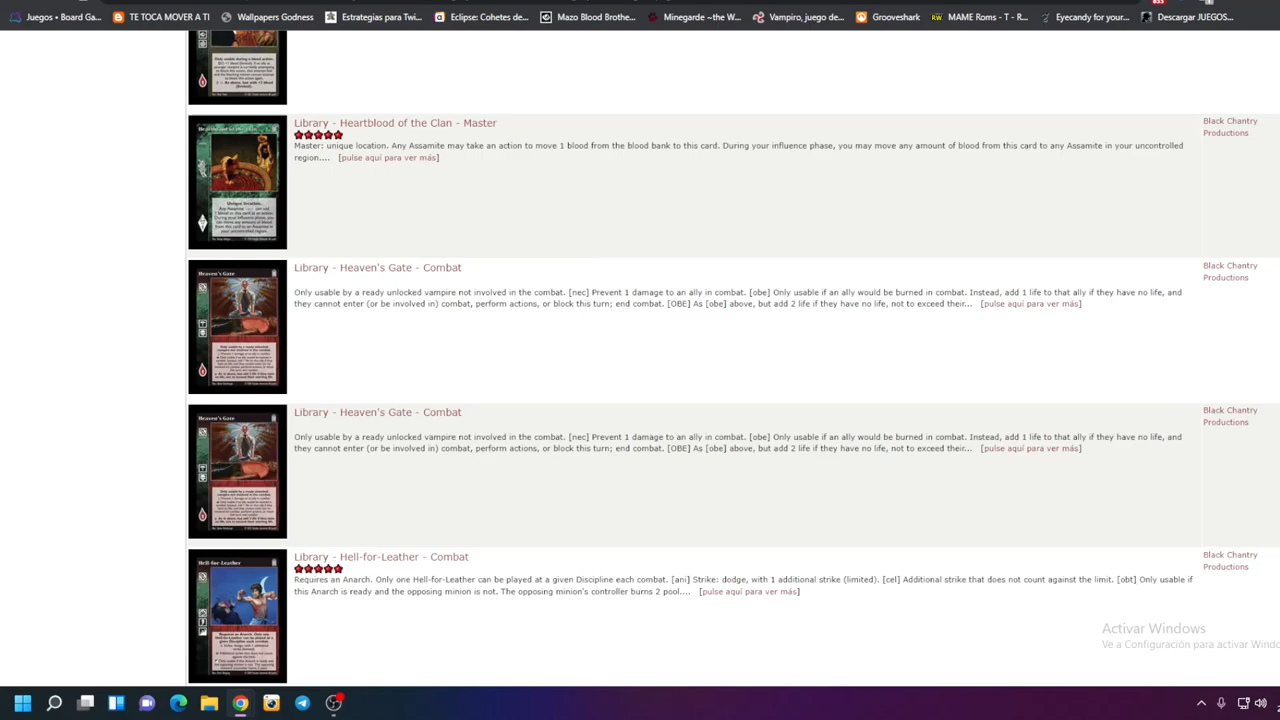 Wallapop
TE TOCA MOVER A TI
Vampiders Goodness
Estrategias Twi...
Eclipse: Cohetes de...
Mazo Blood Brothe...
Minigarde - the W...
Vampiro, juego de...
Grooveshark
MAME Roms - T - R...
Eyecandy for your...
Descargar JUEGOS...
Library - Heartblood of the Clan - Master
Black Chantry
Productions
Master: unique location. Any Assamite may take an action to move 1 blood from the blood bank to this card. During your influence phase, you may move any amount of blood from this card to any Assamite in your uncontrolled
region.... [pulse aquí para ver más]
Library - Heaven's Gate - Combat
Black Chantry
Productions
Heaven's Gate
Only usable by a ready unlocked vampire not involved in the combat. [nec] Prevent 1 damage to an ally in combat. [obe] Only usable if an ally would be burned in combat. Instead, add 1 life to that ally if they have no life, and
they cannot enter (or be involved in) combat, perform actions, or block this turn; end combat. [OBE] As [obe] above, but add 2 life if they have no life, not to exceed their... [pulse aquí para ver más]
Library - Heaven's Gate - Combat
Black Chantry
Productions
Heaven's Gate
Only usable by a ready unlocked vampire not involved in the combat. [nec] Prevent 1 damage to an ally in combat. [obe] Only usable if an ally would be burned in combat. Instead, add 1 life to that ally if they have no life, and
they cannot enter (or be involved in) combat, perform actions, or block this turn; end combat. [OBE] As [obe] above, but add 2 life if they have no life, not to exceed their... [pulse aquí para ver más]
Library - Hell-for-Leather - Combat
Black Chantry
Productions
Hell-for-Leather
Requires an Anarch. Only one Hell-for-Leather can be played at a given Discipline each combat. [ani] Strike: dodge, with 1 additional strike (limited). [cel] Additional strike that does not count against the limit. [obt] Only usable if
this Anarch is ready and the opposing minion is not. The opposing minion's controller burns 2 pool.... [pulse aquí para ver más]
Activar Windows
Ve a Configuración para activar Windo